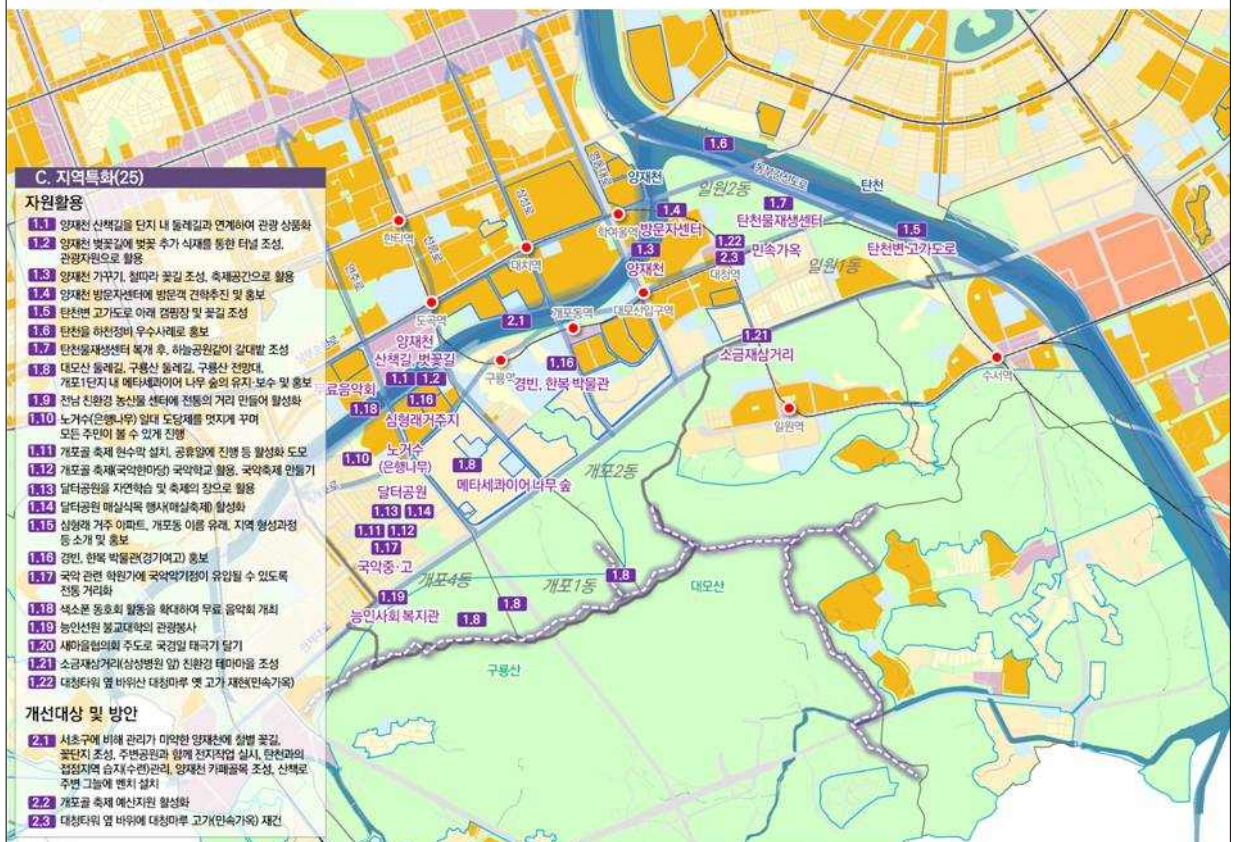 C. 지역특화(25)
자원활용
1.1 양재천 산책길을 단지 내 둘레길과 연계하여 관광 상품화
1.2 양재천 벚꽃길에 벚꽃 추가 식재를 통한 터널 조성,
관광자원으로 활용
1.3 양재천 가꾸기, 철따라 꽃길 조성, 축제공간으로 활용
1.4 양재천 방문자센터에 방문객 견학추진 및 홍보
1.5 탄천변 고가도로 아래 캠핑장 및 꽃길 조성
1.6 탄천을 하천정비 우수사례로 홍보
1.7 탄천물재생센터 복개 후, 하늘공원같이 갈대밭 조성
1.8 대모산 둘레길, 구룡산 둘레길, 구룡산 전망대,
개포1단지 내 메타세콰이어 나무 숲의 유지·보수 및 홍보
1.9 전남 친환경 농산물 센터에 전통의 거리 만들어 활성화
1.10 노거수(은행나무) 일대 도당제를 멋지게 꾸며
모든 주민이 볼 수 있게 진행
1.11 개포골 축제 현수막 설치, 공휴일에 진행 등 활성화 도모
1.12 개포골 축제(국악한마당) 국악학교 활용, 국악축제 만들기
1.13 달터공원을 자연학습 및 축제의 장으로 활용
1.14 달터공원 매실식목 행사(매실축제) 활성화
1.15 심형래 거주 아파트, 개포동 이름 유래, 지역 형성과정
등 소개 및 홍보
1.16 경빈, 한복 박물관(경기여고) 홍보
1.17 국악 관련 학원가에 국악악기점이 유입될 수 있도록
전통 거리화
1.18 색소폰 동호회 활동을 확대하여 무료 음악회 개최
1.19 능인선원 불교대학의 관광봉사
1.20 새마을협의회 주도로 국경일 태극기 달기
1.21 소금재삼거리(삼성병원 앞) 친환경 테마마을 조성
1.22 대청타워 옆 바위산 대청마루 옛 고가 재현(민속가옥)
개선대상 및 방안
2.1 서초구에 비해 관리가 미약한 양재천에 철별 꽃길,
꽃단지 조성, 주변공원과 함께 전지작업 실시, 탄천과의
접점지역 습지(수련)관리, 양재천 카페골목 조성, 산책로
주변 그늘에 벤치 설치
2.2 개포골 축제 예산지원 활성화
2.3 대청타워 옆 바위에 대청마루 고가(민속가옥) 재건
1.6
양재천
영동대로
일원2동
동부간선도로
탄천
1.7
탄천물재생센터
1.4
방문자센터
학여울역
삼성로
한티역
선릉로
1.5
탄천변 고가도로
1.22
민속가옥
2.3
대청역
1.3
양재천
대치역
일원1동
언주로
대모산입구역
개포동역
2.1
도곡역
1.21
소금재삼거리
양재천
산책길, 벚꽃길
1.1 1.2
구룡역
1.16
경빈, 한복 박물관
수서역
무료음악회
1.18
1.16
심형래거주지
일원역
1.10
노거수
(은행나무)
1.8
메타세콰이어 나무 숲
개포2동
달터공원
1.13 1.14
1.11 1.12
1.17
국악중·고
개포4동
개포1동
1.8
대모산
1.19
능인사회 복지관
1.8
1.8
구룡산